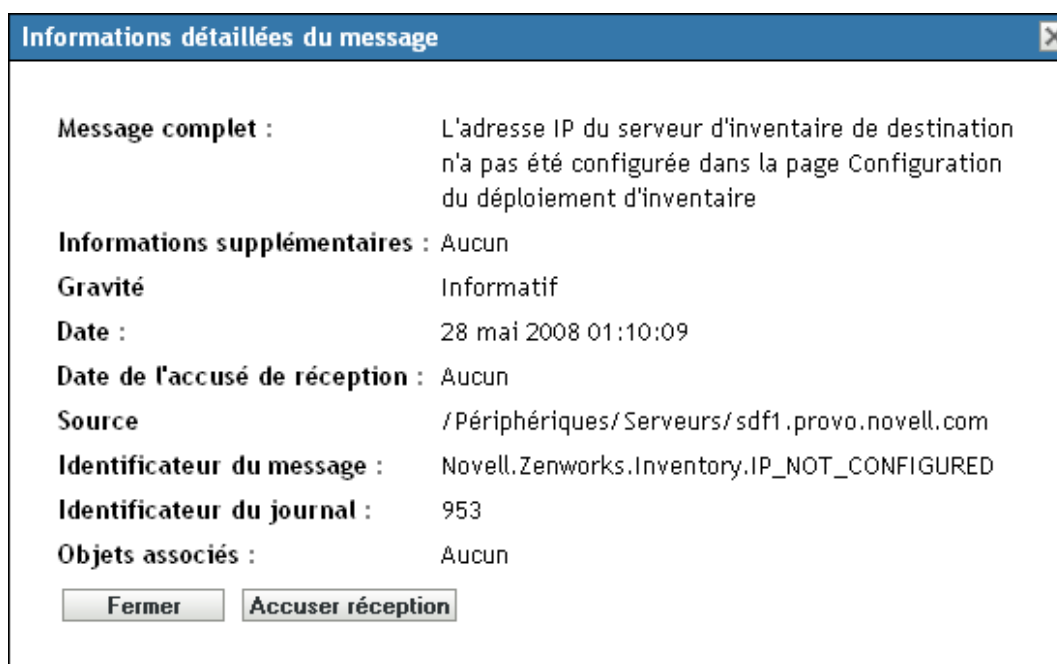 Informations détaillées du message
Message complet : L'adresse IP du serveur d'inventaire de destination
n'a pas été configurée dans la page Configuration
du déploiement d'inventaire
Informations supplémentaires : Aucun
Gravité Informatif
Date : 28 mai 2008 01:10:09
Date de l'accusé de réception : Aucun
Source /Périphériques/Serveurs/sdf1.provo.novell.com
Identificateur du message : Novell.Zenworks.Inventory.IP_NOT_CONFIGURED
Identificateur du journal : 953
Objets associés : Aucun
Fermer Accuser réception